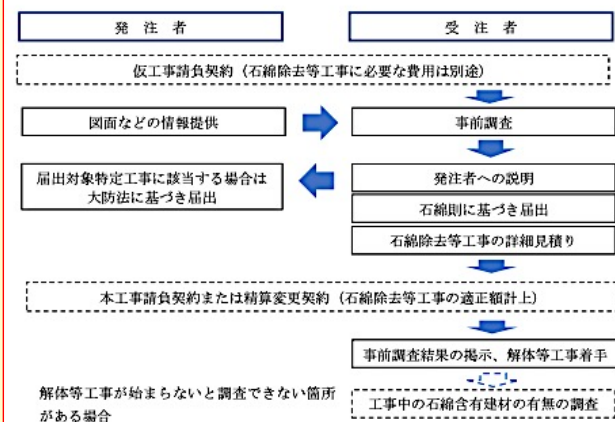 発 注 者
受 注 者
仮工事請負契約（石綿除去等工事に必要な費用は別途）
図面などの情報提供
事前調査
届出対象特定工事に該当する場合は
大防法に基づき届出
発注者への説明
石綿則に基づき届出
石綿除去等工事の詳細見積り
本工事請負契約または精算変更契約（石綿除去等工事の適正額計上）
事前調査結果の掲示、解体等工事着手
解体等工事が始まらないと調査できない箇所
がある場合
工事中の石綿含有建材の有無の調査